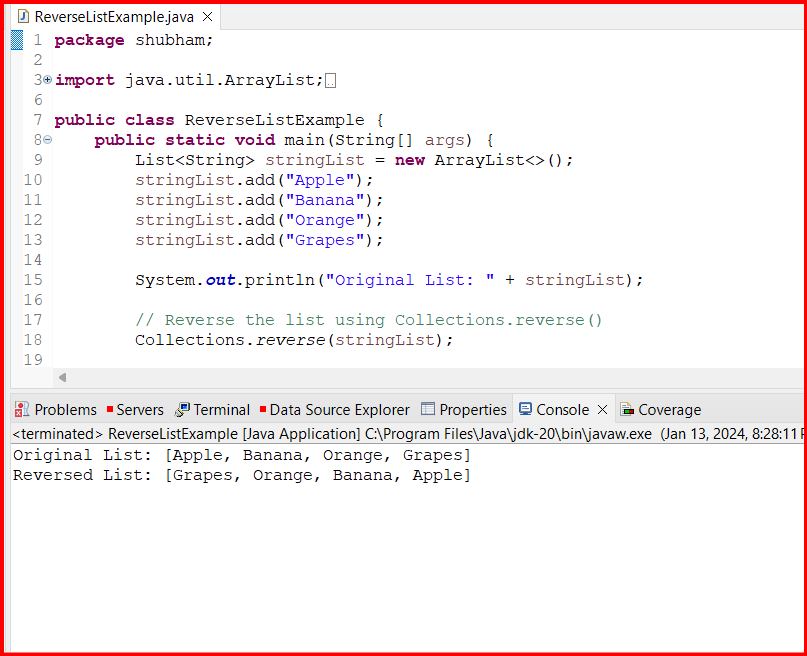 ReverseListExample.java
1 package shubham;
2
3 import java.util.ArrayList;
6
7 public class ReverseListExample {
8 public static void main(String[] args) {
9 List<String> stringList = new ArrayList<>();
10 stringList.add("Apple");
11 stringList.add("Banana");
12 stringList.add("Orange");
13 stringList.add("Grapes");
14
15 System.out.println("Original List: " + stringList);
16
17 // Reverse the list using Collections.reverse()
18 Collections.reverse(stringList);
19
Problems Servers Terminal Data Source Explorer Properties Console Coverage
<terminated> ReverseListExample [Java Application] C:\Program Files\Java\jdk-20\bin\javaw.exe (Jan 13, 2024, 8:28:11 P
Original List: [Apple, Banana, Orange, Grapes]
Reversed List: [Grapes, Orange, Banana, Apple]